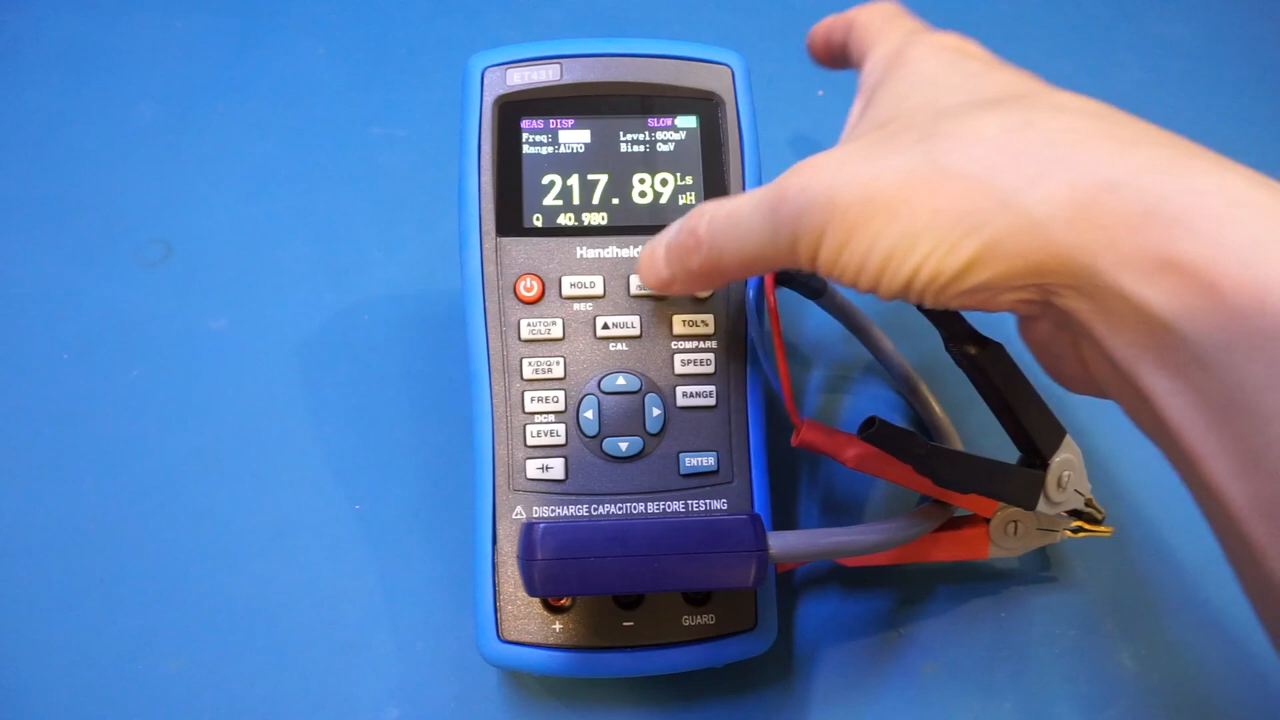 ET431
MEAS DISP SLOW
Freq: Level:600mV
Range:AUTO Bias: 0mV
217.89 Ls
µH
Q 40.980
Handheld
HOLD
REC
AUTO/R
/C/L/Z
▲NULL
CAL
TOL%
COMPARE
X/D/Q/θ
/ESR
SPEED
FREQ
DCR
RANGE
LEVEL
ENTER
⚠ DISCHARGE CAPACITOR BEFORE TESTING
+ − GUARD